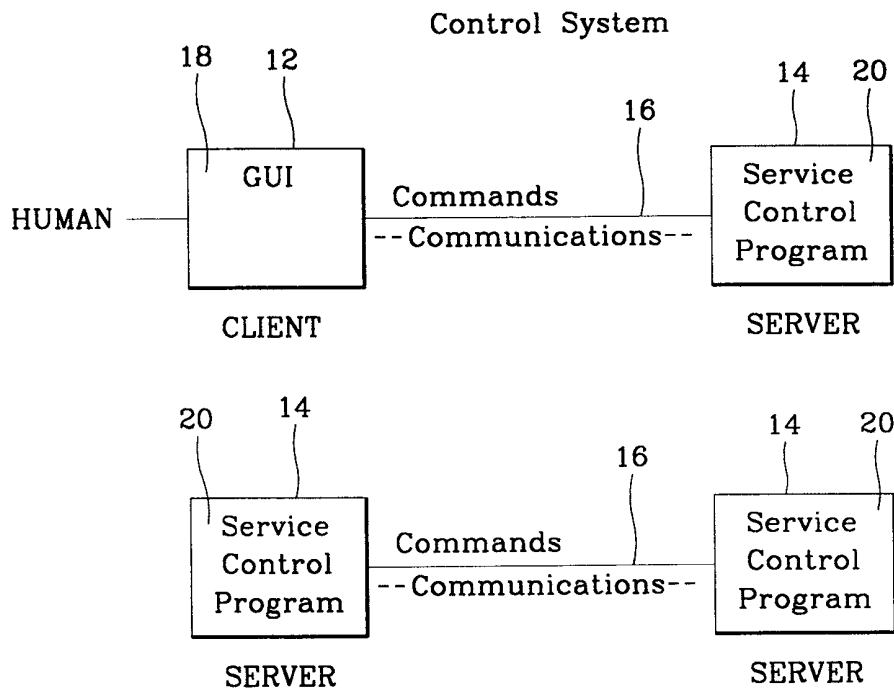 Control System
18 12 14 20
16
GUI
Service
Control
Program
HUMAN
Commands
--Communications--
CLIENT
SERVER
20 14 14 20
16
Service
Control
Program
Commands
--Communications--
Service
Control
Program
SERVER
SERVER